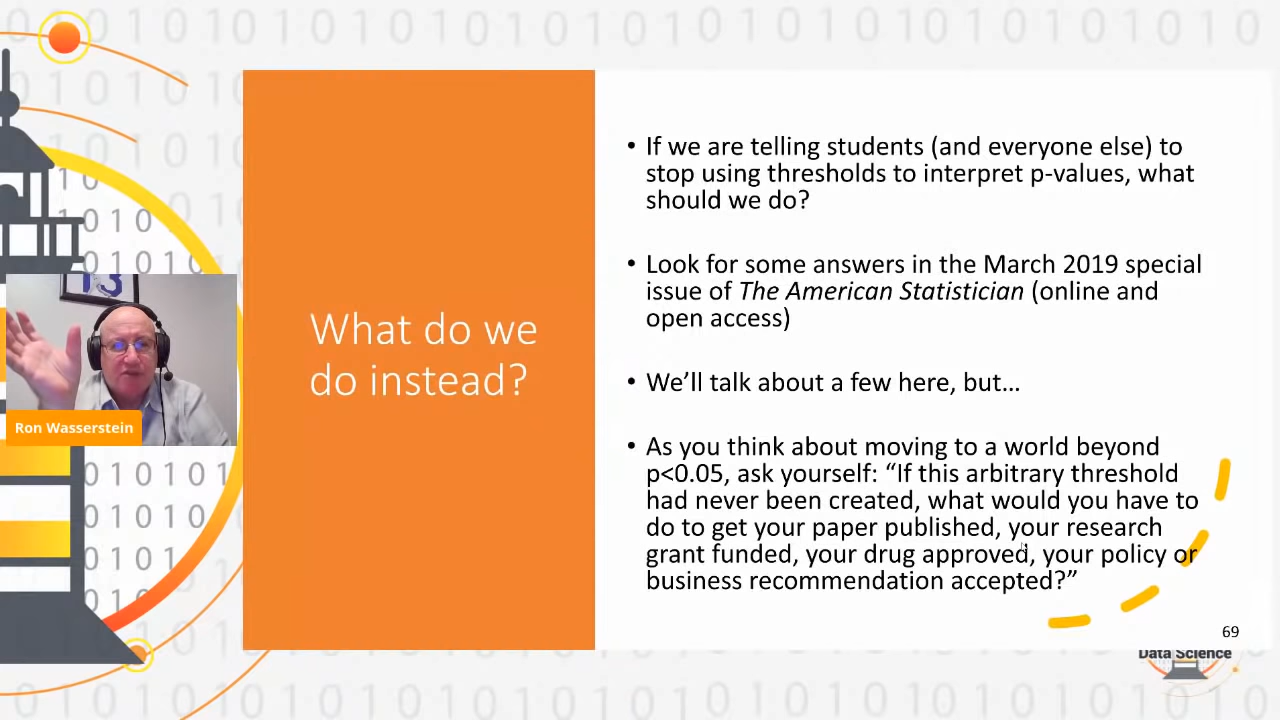 What do we
do instead?
• If we are telling students (and everyone else) to
stop using thresholds to interpret p-values, what
should we do?
• Look for some answers in the March 2019 special
issue of The American Statistician (online and
open access)
• We’ll talk about a few here, but…
• As you think about moving to a world beyond
p<0.05, ask yourself: “If this arbitrary threshold
had never been created, what would you have to
do to get your paper published, your research
grant funded, your drug approved, your policy or
business recommendation accepted?”
69
Data Science
13
Ron Wasserstein